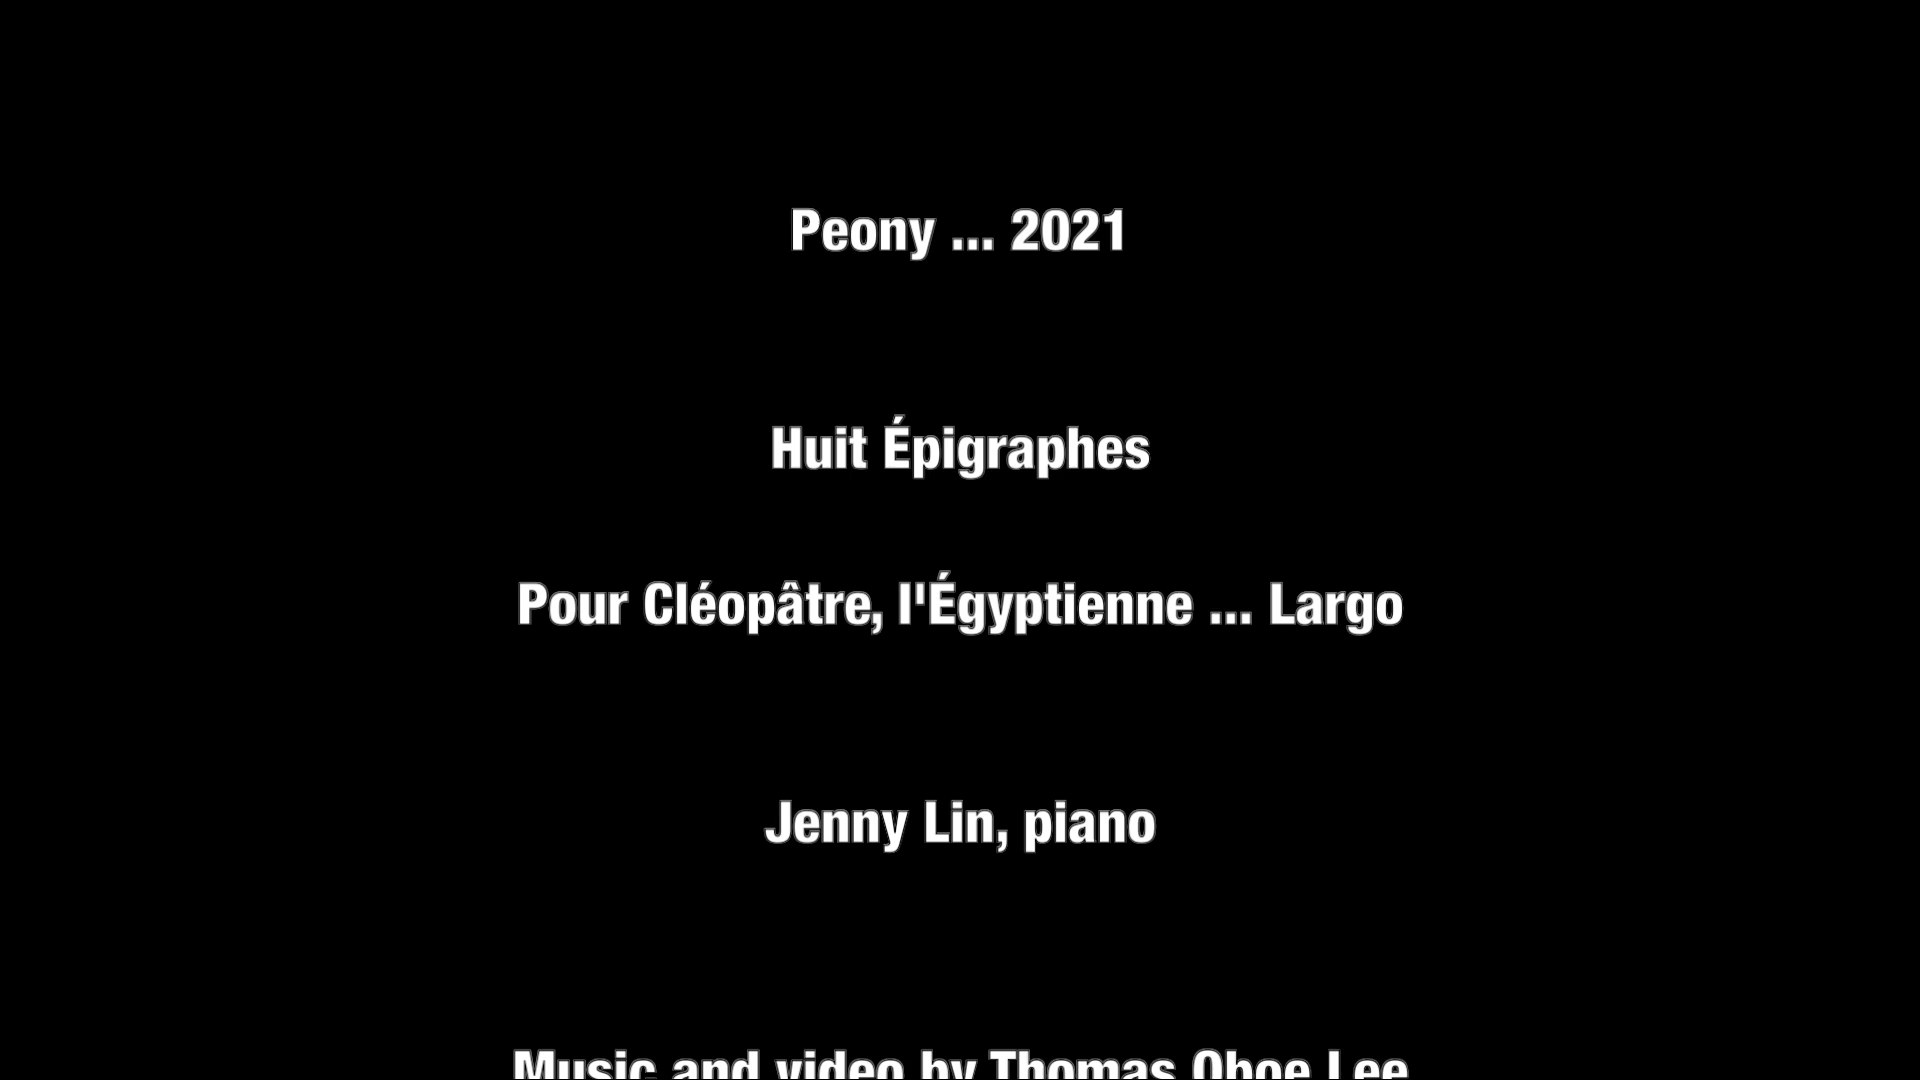 Peony ... 2021
Huit Épigraphes
Pour Cléopâtre, l'Égyptienne ... Largo
Jenny Lin, piano
Music and video by Thomas Oboe Lee